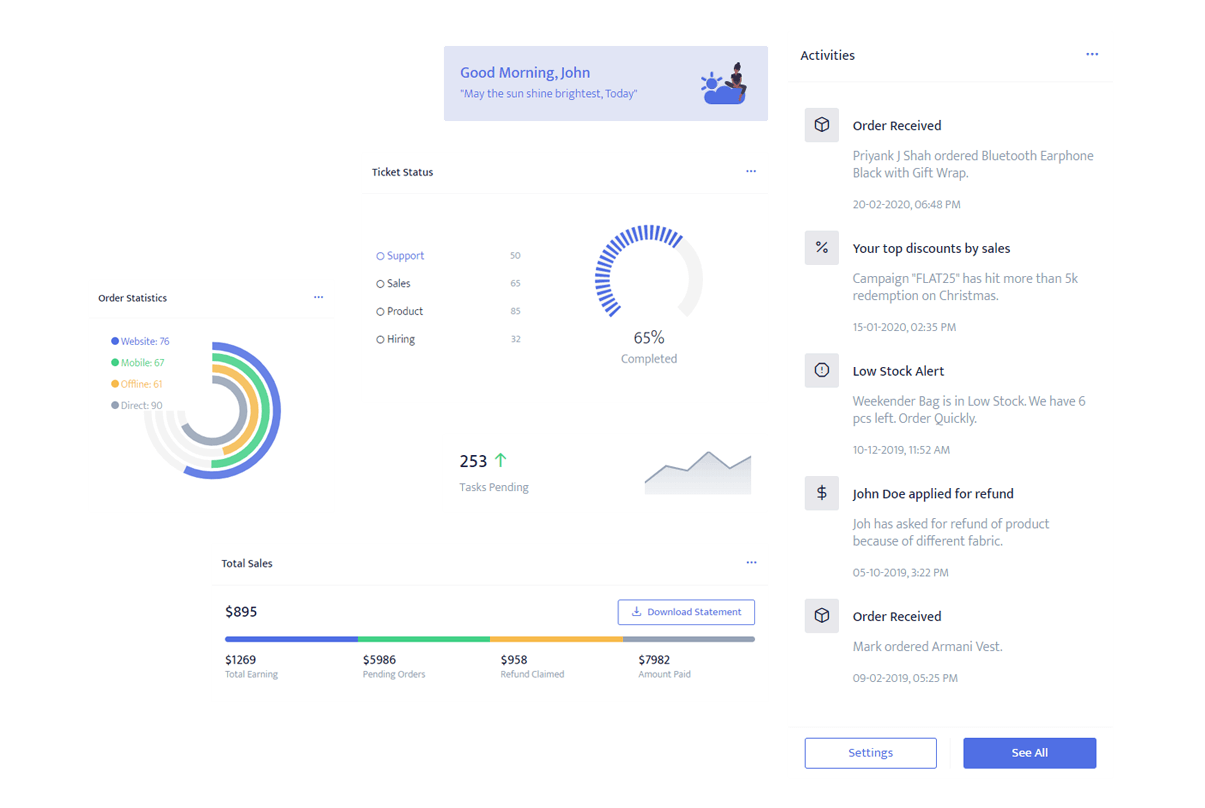 Good Morning, John
"May the sun shine brightest, Today"
Ticket Status
Support 50
Sales 65
Product 85
Hiring 32
65%
Completed
Order Statistics
Website: 76
Mobile: 67
Offline: 61
Direct: 90
253
Tasks Pending
Total Sales
$895
Download Statement
$1269 $5986 $958 $7982
Total Earning Pending Orders Refund Claimed Amount Paid
Activities
Order Received
Priyank J Shah ordered Bluetooth Earphone
Black with Gift Wrap.
20-02-2020, 06:48 PM
%
Your top discounts by sales
Campaign "FLAT25" has hit more than 5k
redemption on Christmas.
15-01-2020, 02:35 PM
Low Stock Alert
Weekender Bag is in Low Stock. We have 6
pcs left. Order Quickly.
10-12-2019, 11:52 AM
$
John Doe applied for refund
Joh has asked for refund of product
because of different fabric.
05-10-2019, 3:22 PM
Order Received
Mark ordered Armani Vest.
09-02-2019, 05:25 PM
Settings
See All